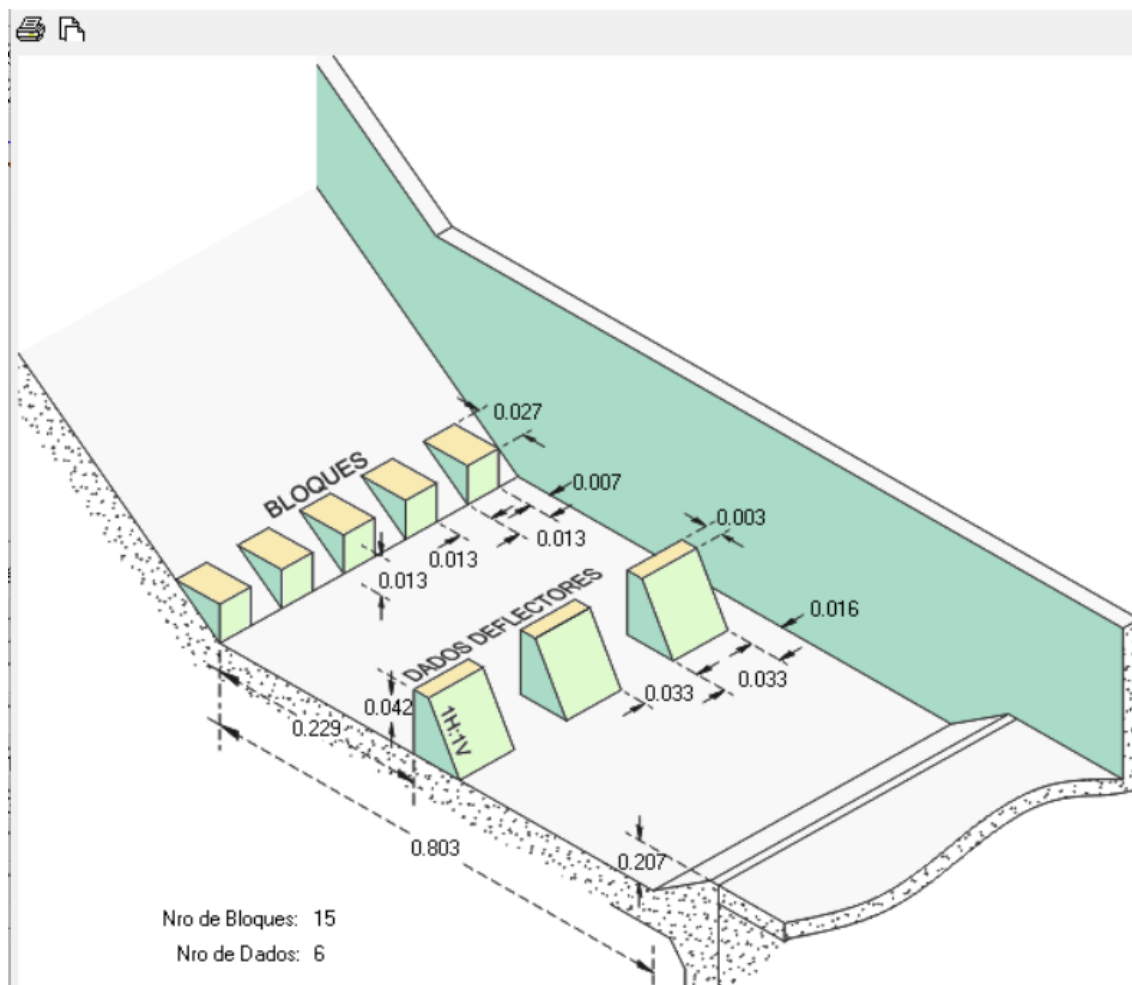 0.027
BLOQUES
0.007
0.003
0.013
0.013
0.013
DADOS DEFLECTORES
0.016
0.033
0.033
0.042
1H:1V
0.229
0.803
0.207
Nro de Bloques: 15
Nro de Dados: 6